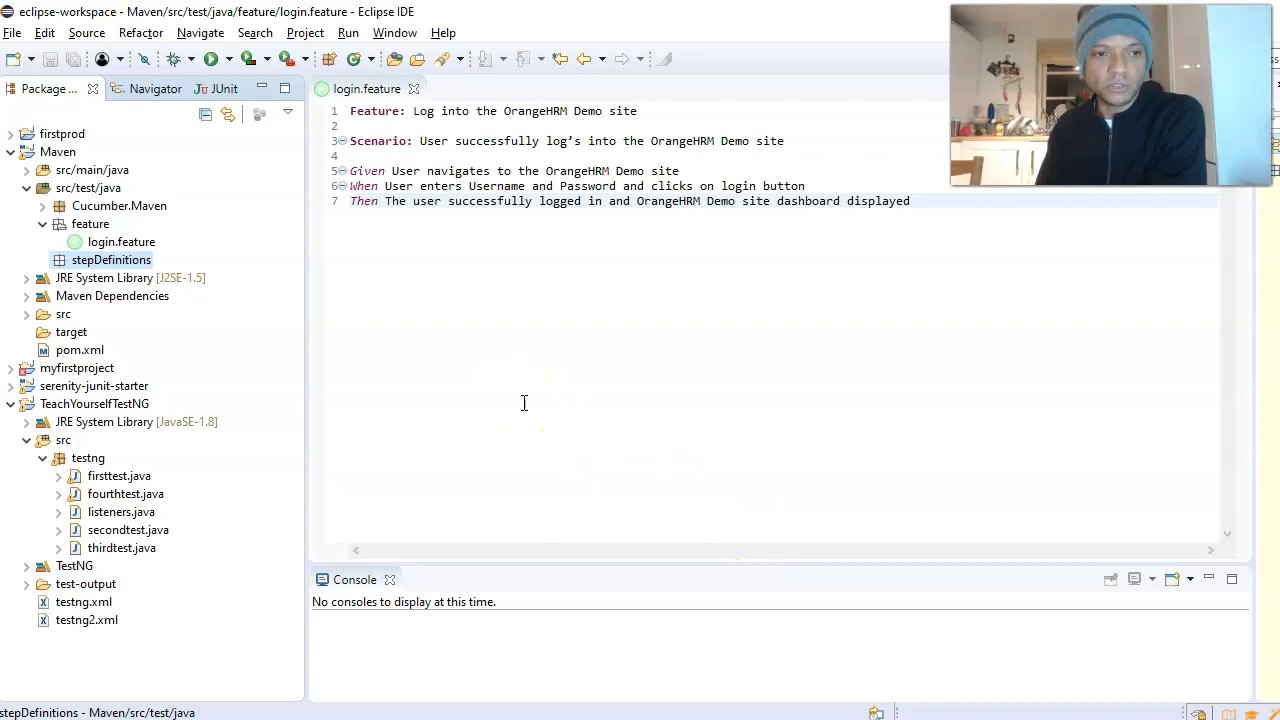 eclipse-workspace - Maven/src/test/java/feature/login.feature - Eclipse IDE
File Edit Source Refactor Navigate Search Project Run Window Help
Package ... Navigator JUnit
login.feature
firstprod
Maven
src/main/java
src/test/java
Cucumber.Maven
feature
login.feature
stepDefinitions
JRE System Library [J2SE-1.5]
Maven Dependencies
src
target
pom.xml
myfirstproject
serenity-junit-starter
TeachYourselfTestNG
JRE System Library [JavaSE-1.8]
src
testng
firsttest.java
fourthtest.java
listeners.java
secondtest.java
thirdtest.java
TestNG
test-output
testng.xml
testng2.xml
1 Feature: Log into the OrangeHRM Demo site
2
3 Scenario: User successfully log’s into the OrangeHRM Demo site
4
5 Given User navigates to the OrangeHRM Demo site
6 When User enters Username and Password and clicks on login button
7 Then The user successfully logged in and OrangeHRM Demo site dashboard displayed
Console
No consoles to display at this time.
stepDefinitions - Maven/src/test/java